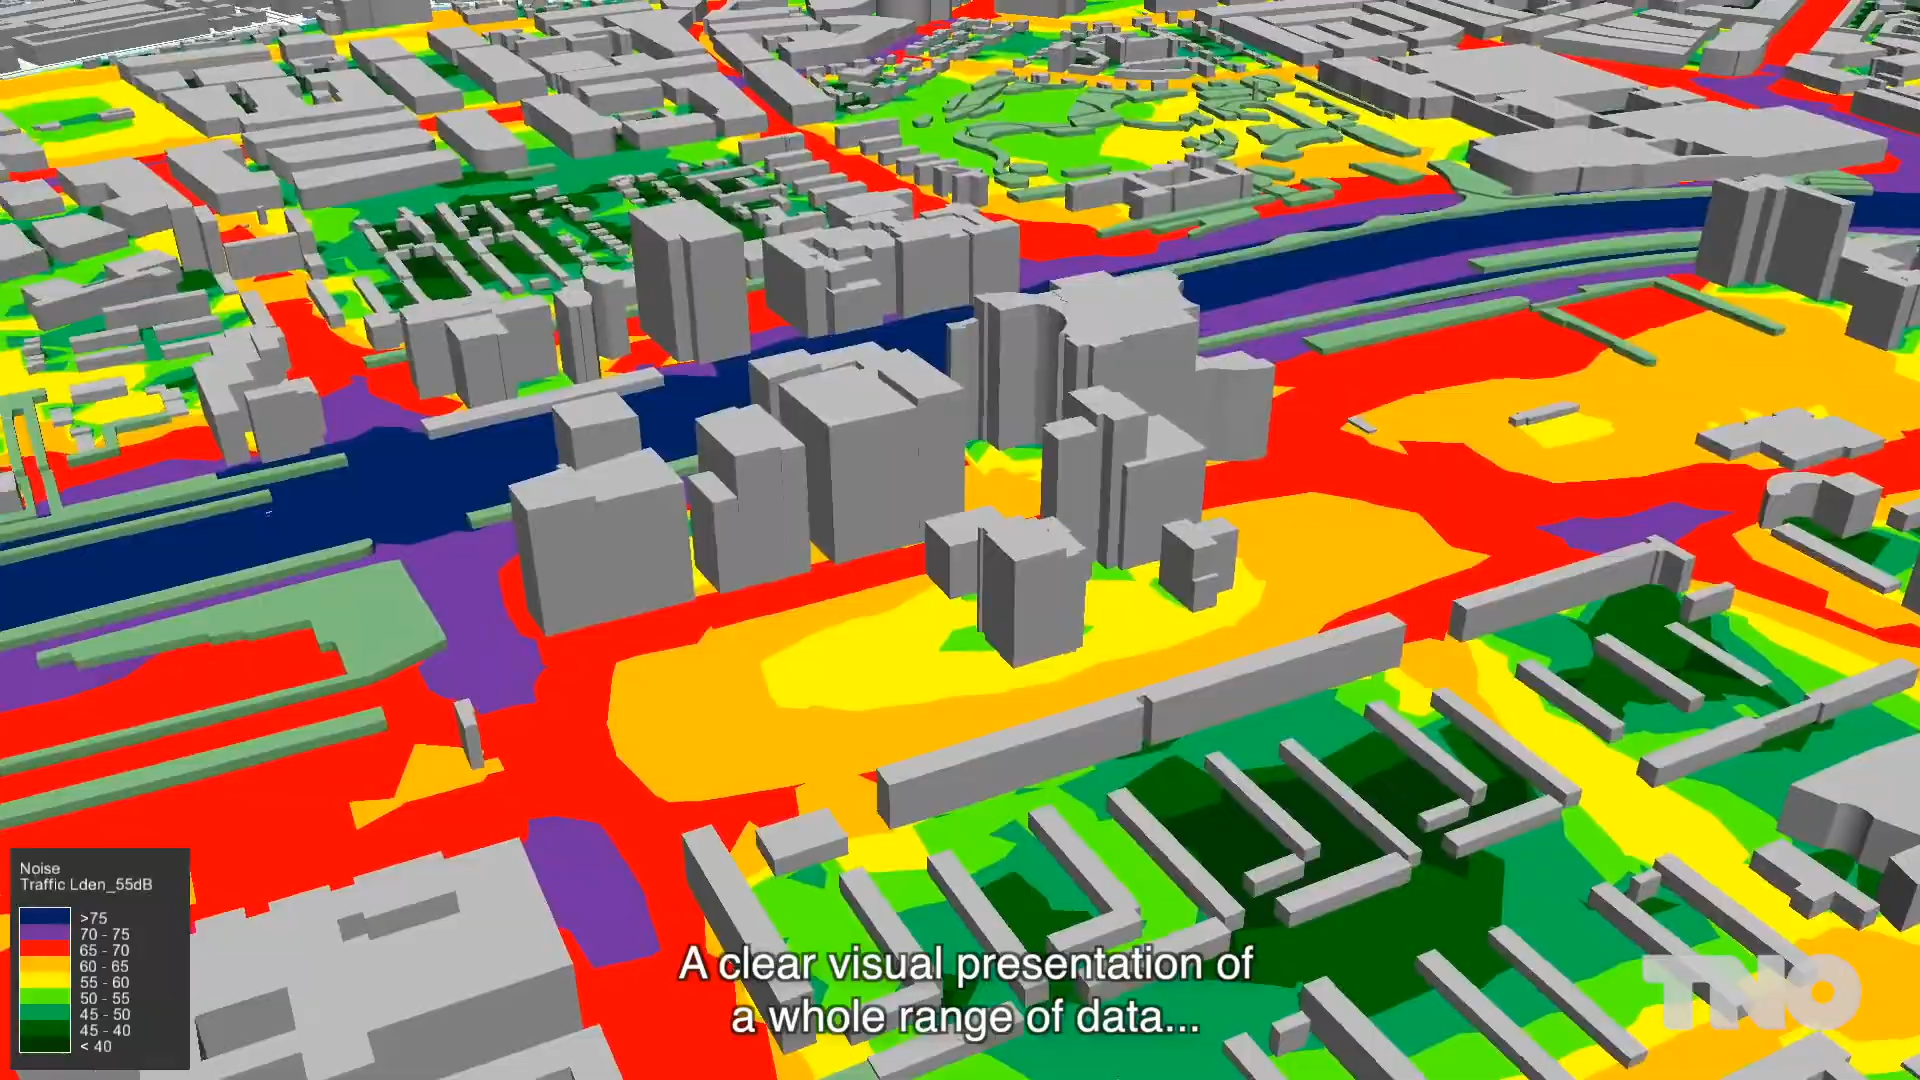 Noise
Traffic Lden_55dB
>75
70 - 75
65 - 70
60 - 65
55 - 60
50 - 55
45 - 50
45 - 40
< 40
A clear visual presentation of
a whole range of data...
TNO